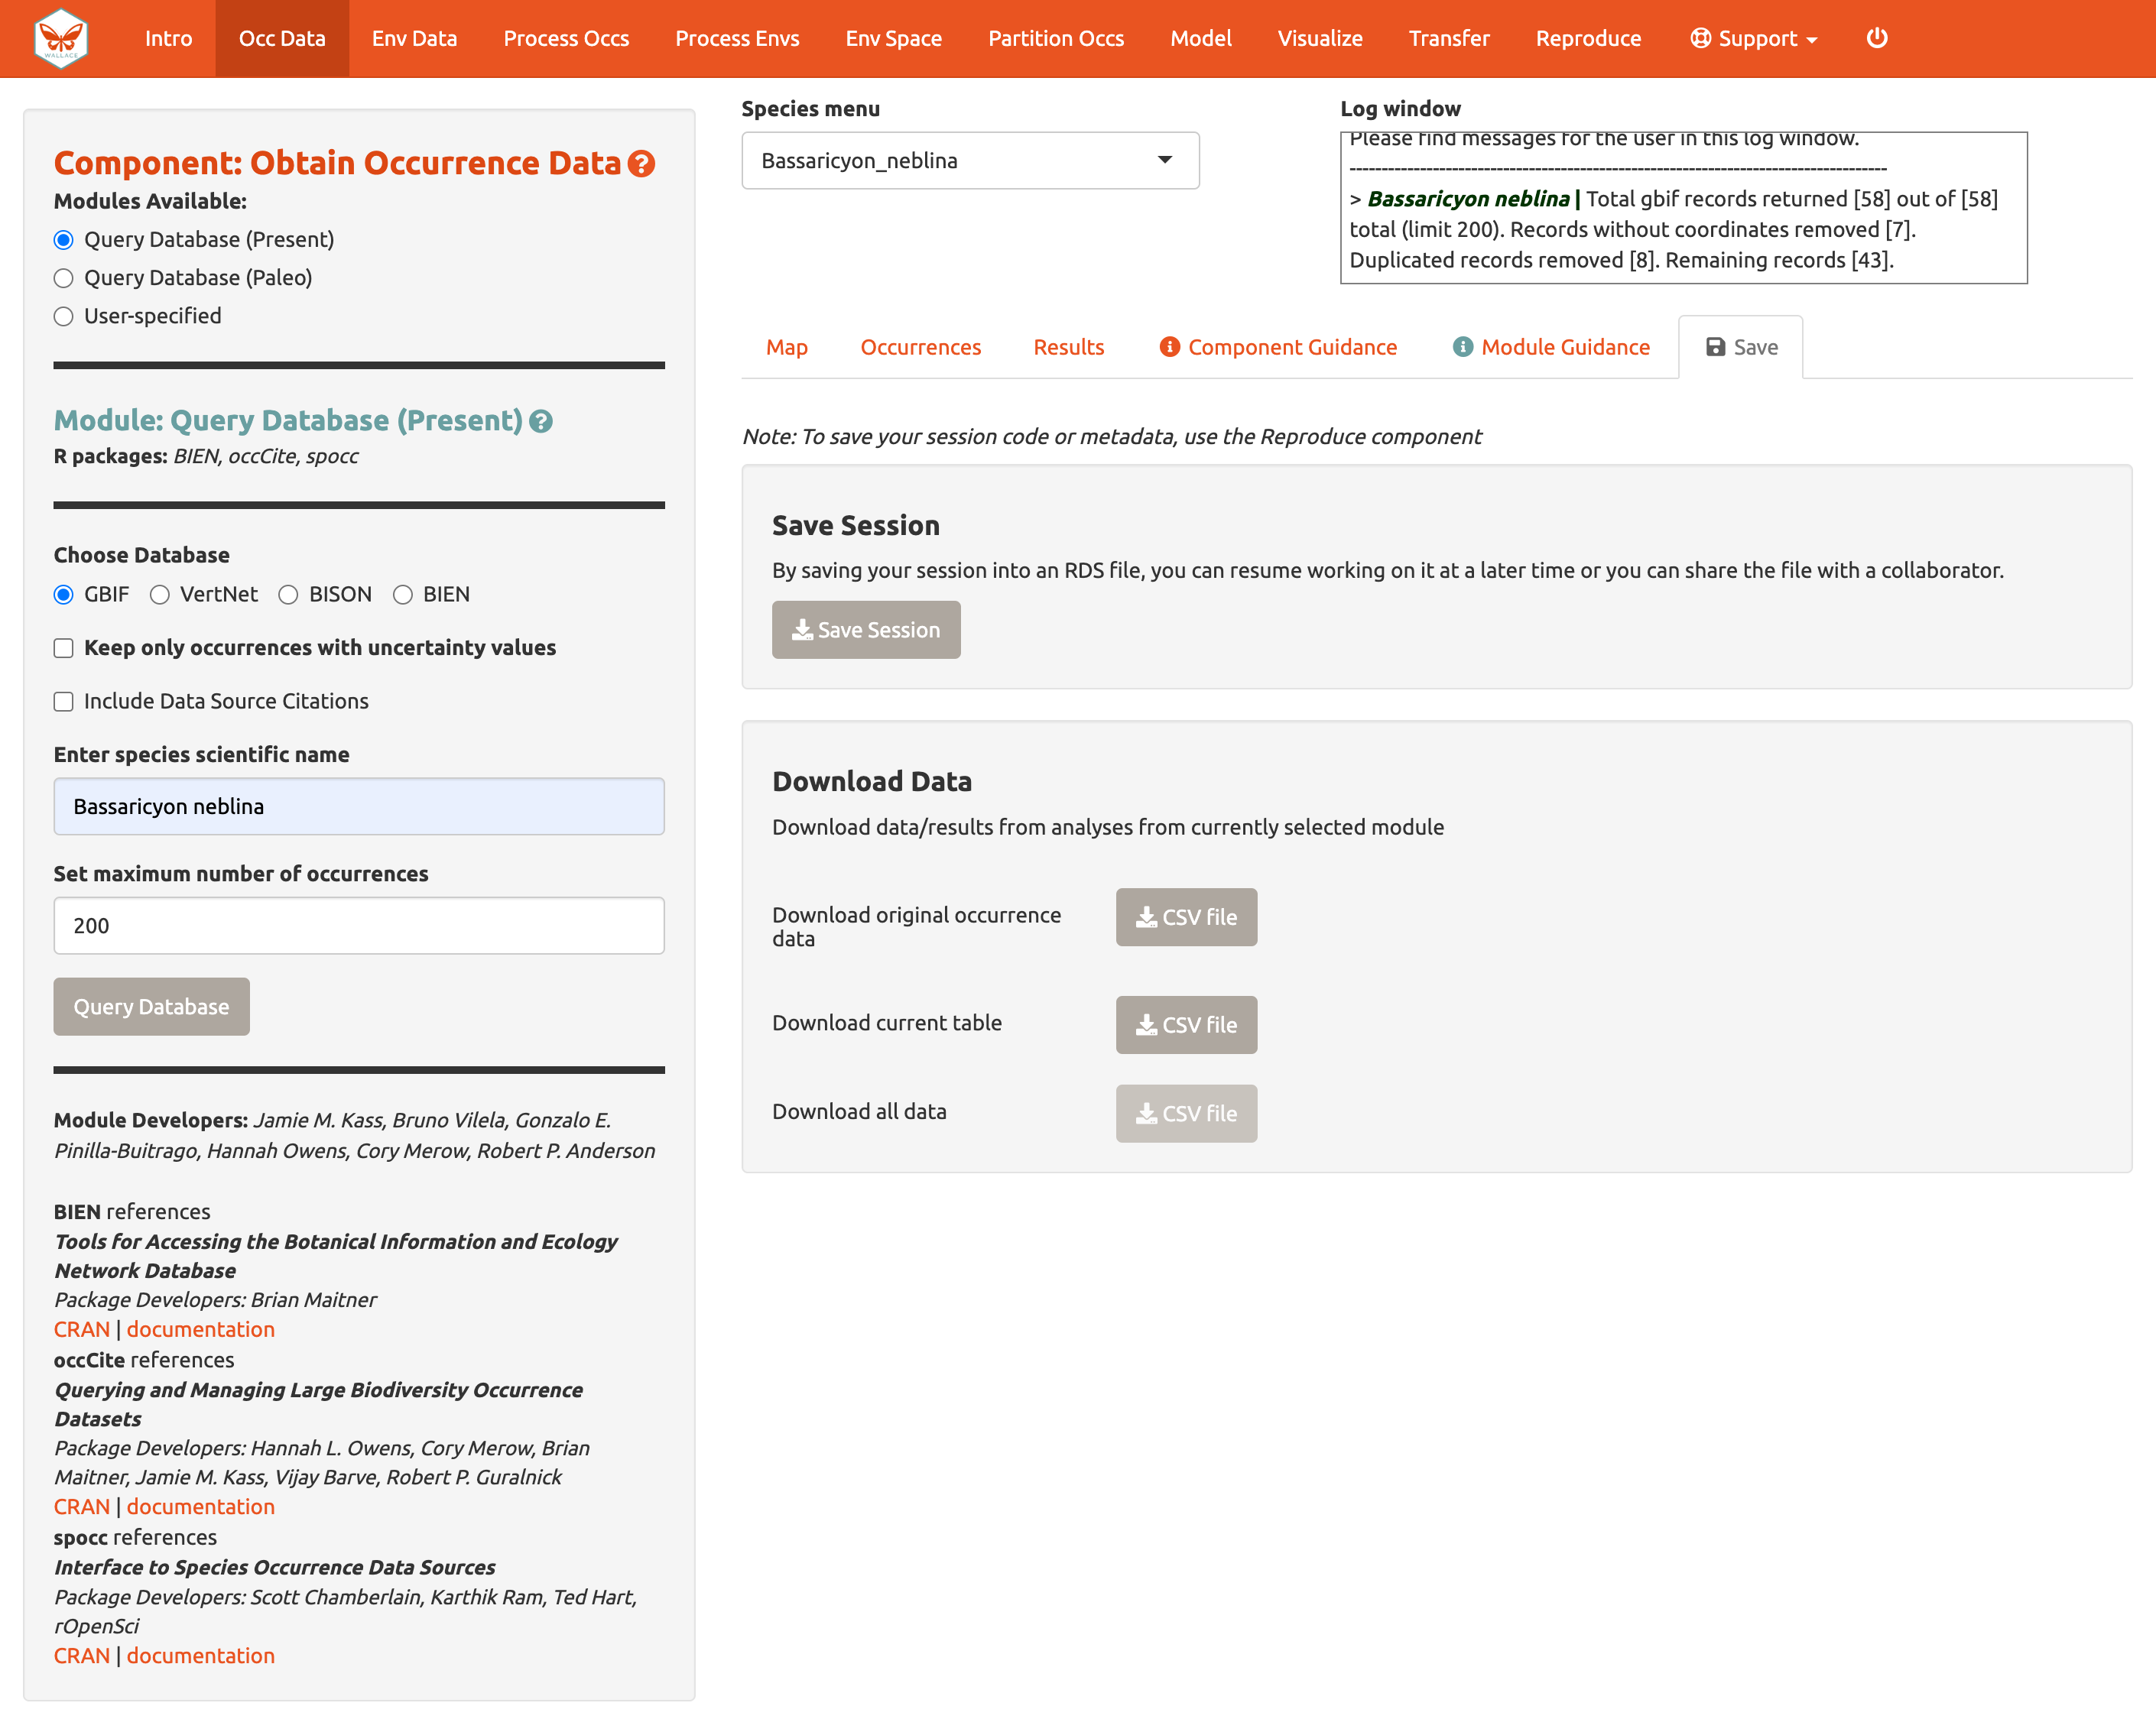 WALLACE
Intro Occ Data Env Data Process Occs Process Envs Env Space Partition Occs Model Visualize Transfer Reproduce Support
Component: Obtain Occurrence Data
Modules Available:
Query Database (Present)
Query Database (Paleo)
User-specified
Module: Query Database (Present)
R packages: BIEN, occCite, spocc
Choose Database
GBIF VertNet BISON BIEN
Keep only occurrences with uncertainty values
Include Data Source Citations
Enter species scientific name
Bassaricyon neblina
Set maximum number of occurrences
200
Query Database
Module Developers: Jamie M. Kass, Bruno Vilela, Gonzalo E.
Pinilla-Buitrago, Hannah Owens, Cory Merow, Robert P. Anderson
BIEN references
Tools for Accessing the Botanical Information and Ecology
Network Database
Package Developers: Brian Maitner
CRAN | documentation
occCite references
Querying and Managing Large Biodiversity Occurrence
Datasets
Package Developers: Hannah L. Owens, Cory Merow, Brian
Maitner, Jamie M. Kass, Vijay Barve, Robert P. Guralnick
CRAN | documentation
spocc references
Interface to Species Occurrence Data Sources
Package Developers: Scott Chamberlain, Karthik Ram, Ted Hart,
rOpenSci
CRAN | documentation
Species menu
Bassaricyon_neblina
Log window
Please find messages for the user in this log window.
--------------------------------------------------------------------------------
> Bassaricyon neblina | Total gbif records returned [58] out of [58]
total (limit 200). Records without coordinates removed [7].
Duplicated records removed [8]. Remaining records [43].
Map Occurrences Results Component Guidance Module Guidance Save
Note: To save your session code or metadata, use the Reproduce component
Save Session
By saving your session into an RDS file, you can resume working on it at a later time or you can share the file with a collaborator.
Save Session
Download Data
Download data/results from analyses from currently selected module
Download original occurrence
data
CSV file
Download current table
CSV file
Download all data
CSV file